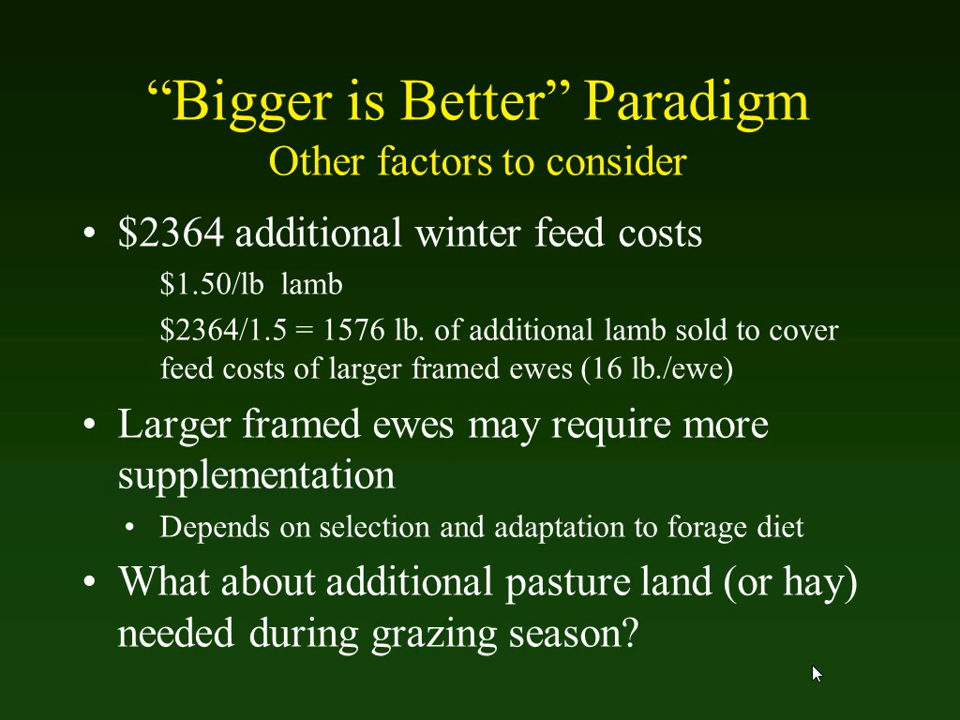 “Bigger is Better” Paradigm
Other factors to consider
• $2364 additional winter feed costs
$1.50/lb lamb
$2364/1.5 = 1576 lb. of additional lamb sold to cover
feed costs of larger framed ewes (16 lb./ewe)
• Larger framed ewes may require more
supplementation
• Depends on selection and adaptation to forage diet
• What about additional pasture land (or hay)
needed during grazing season?